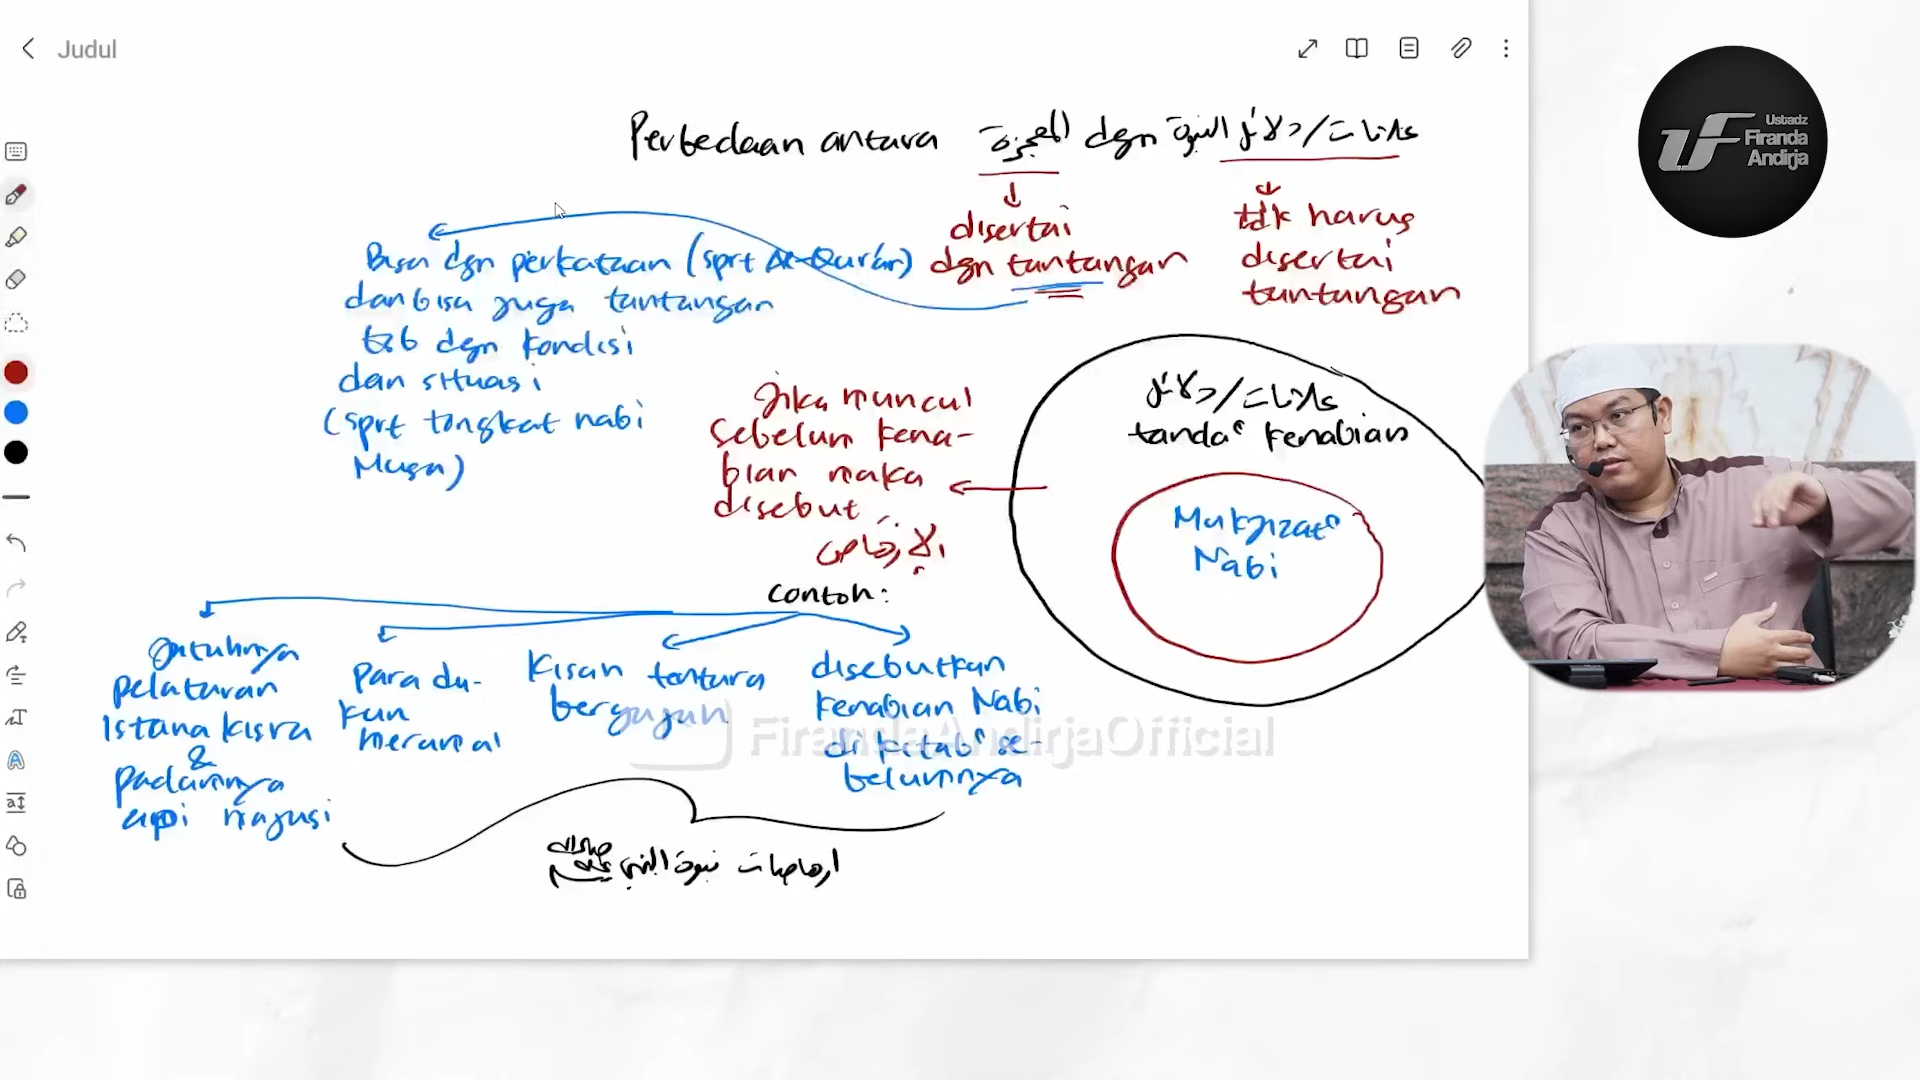 Judul
Ustadz
Firanda
Andirja
Perbedaan antara المعجزة dgn علامات/دلائل النبوة
disertai
dgn tantangan
tdk harus
disertai
tantangan
Bisa dgn perkataan (sprt Al-Qur'an)
dan bisa juga tantangan
tsb dgn kondisi
dan situasi
(sprt tongkat nabi
Musa)
علامات/دلائل
tanda² kenabian
Mukjizat²
Nabi
jika muncul
sebelum kena-
bian maka
disebut
الإرهاص
contoh:
jatuhnya
pelataran
Istana kisra
&
padamnya
api majusi
Para du-
kun
meramal
Kisah tentara
bergajah
disebutkan
kenabian Nabi
di kitab² se-
belumnya
FirandaAndirjaOfficial
ارهاصات نبوة النبي صلى الله عليه وسلم